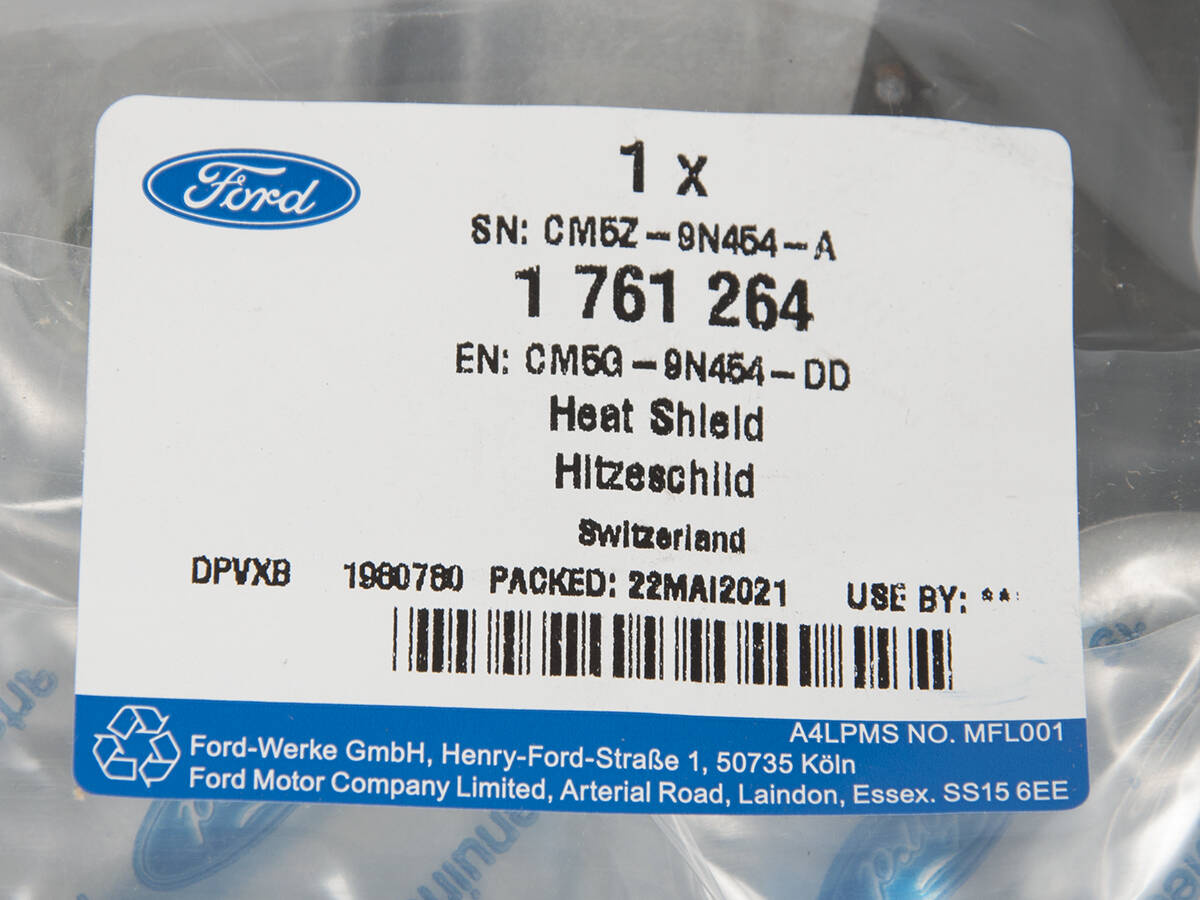 Ford
1 x
SN: CM5Z-9N454-A
1 761 264
EN: CM5G-9N454-DD
Heat Shield
Hitzeschild
Switzerland
DPVXB 1980780 PACKED: 22MAI2021 USE BY: **
A4LPMS NO. MFL001
Ford-Werke GmbH, Henry-Ford-Straße 1, 50735 Köln
Ford Motor Company Limited, Arterial Road, Laindon, Essex. SS15 6EE